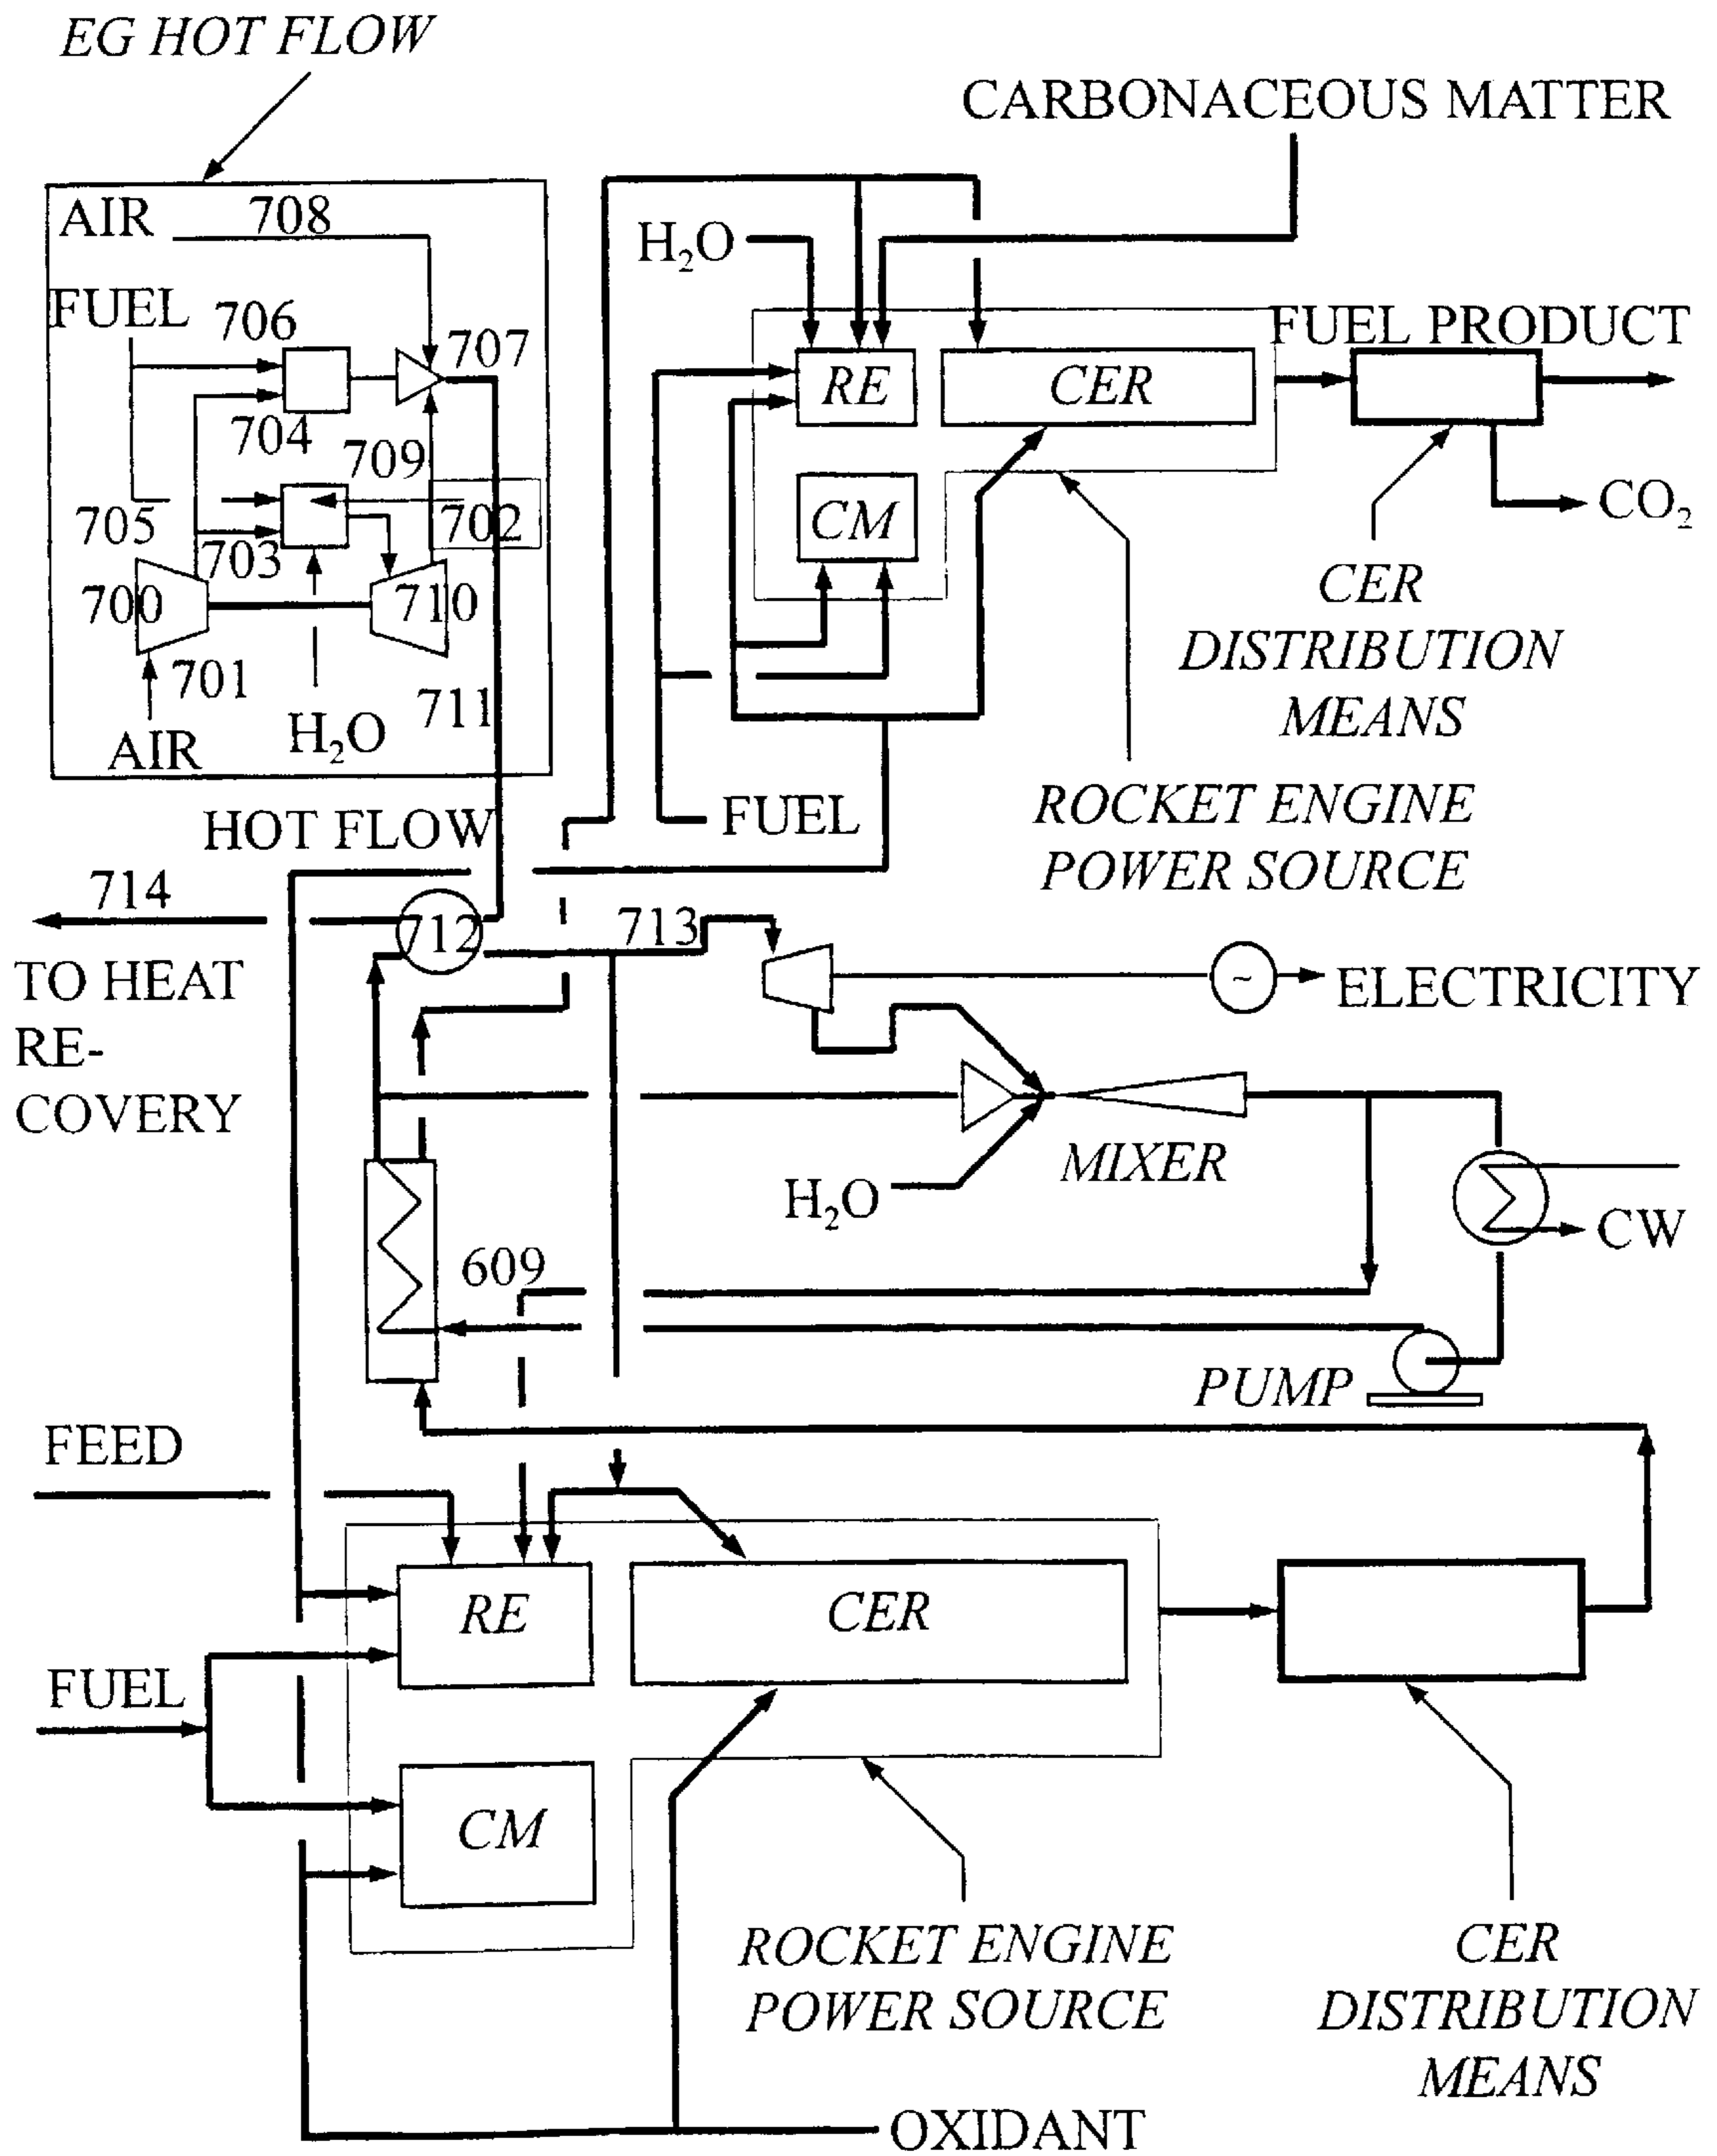 EG HOT FLOW
CARBONACEOUS MATTER
AIR
708
H₂O
FUEL
706
707
FUEL PRODUCT
RE
CER
704
709
705
702
703
CM
CO₂
700
710
CER
DISTRIBUTION
MEANS
701
711
AIR
H₂O
HOT FLOW
FUEL
ROCKET ENGINE
POWER SOURCE
714
712
713
TO HEAT
RE-
COVERY
~
ELECTRICITY
MIXER
H₂O
CW
609
PUMP
FEED
RE
CER
FUEL
CM
ROCKET ENGINE
POWER SOURCE
CER
DISTRIBUTION
MEANS
OXIDANT